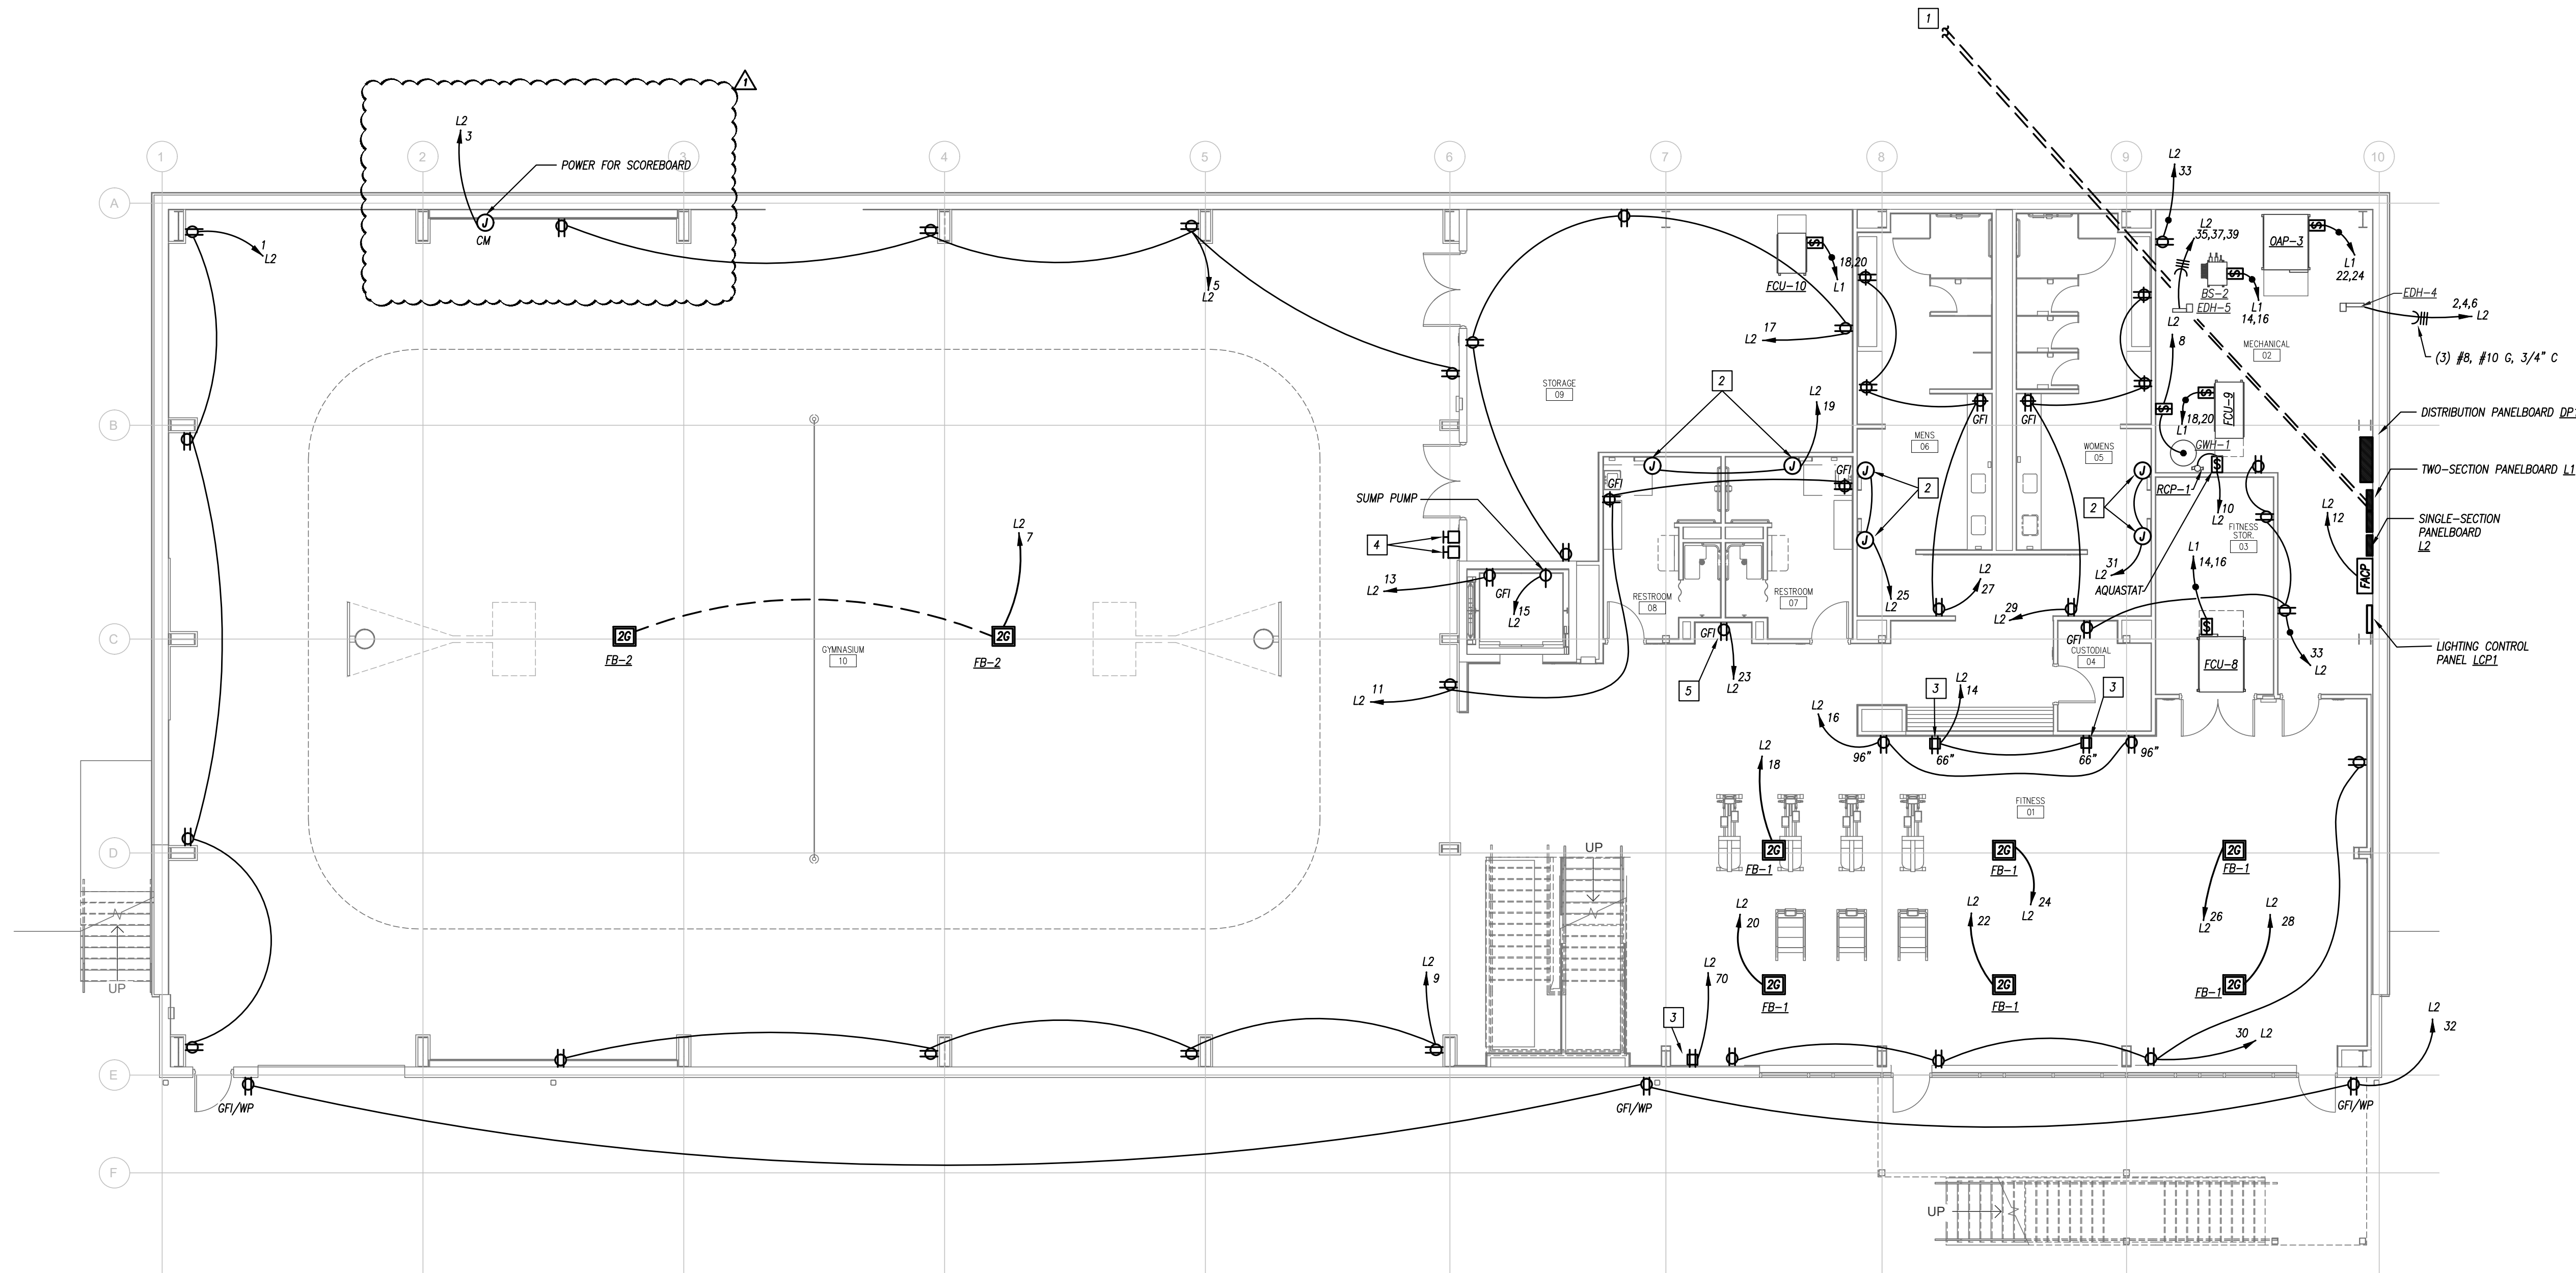 1
1
L2
3
POWER FOR SCOREBOARD
CM
1
2
3
4
5
6
7
8
9
10
A
B
C
D
E
F
1
L2
5
L2
17
L2
FCU-10
18,20
L1
L2
33
L2
35,37,39
BS-2
EDH-5
L1
14,16
OAP-3
L1
22,24
EDH-4
2,4,6
L2
(3) #8, #10 G, 3/4" C
MECHANICAL
02
L2
8
L1
18,20
FCU-9
GWH-1
RCP-1
L2
10
AQUASTAT
DISTRIBUTION PANELBOARD DP1
TWO-SECTION PANELBOARD L1
SINGLE-SECTION
PANELBOARD
L2
L2
12
FACP
LIGHTING CONTROL
PANEL LCP1
STORAGE
09
2
L2
19
GFI
GFI
GFI
GFI
MENS
06
WOMENS
05
2
2
FITNESS
STOR.
03
L1
14,16
FCU-8
33
L2
SUMP PUMP
4
L2
13
GFI
15
L2
RESTROOM
08
RESTROOM
07
25
L2
L2
27
29
L2
31
L2
GFI
CUSTODIAL
04
GFI
5
23
L2
L2
11
L2
7
2G
FB-2
2G
FB-2
GYMNASIUM
10
L2
16
3
L2
14
3
96"
66"
66"
96"
FITNESS
01
L2
18
2G
FB-1
2G
FB-1
24
L2
2G
FB-1
26
L2
L2
20
2G
FB-1
L2
22
2G
FB-1
L2
28
2G
FB-1
UP
UP
L2
9
3
L2
70
30
L2
L2
32
GFI/WP
GFI/WP
GFI/WP
UP
J
J
J
J
J
J
J
S
S
S
S
S
S
S